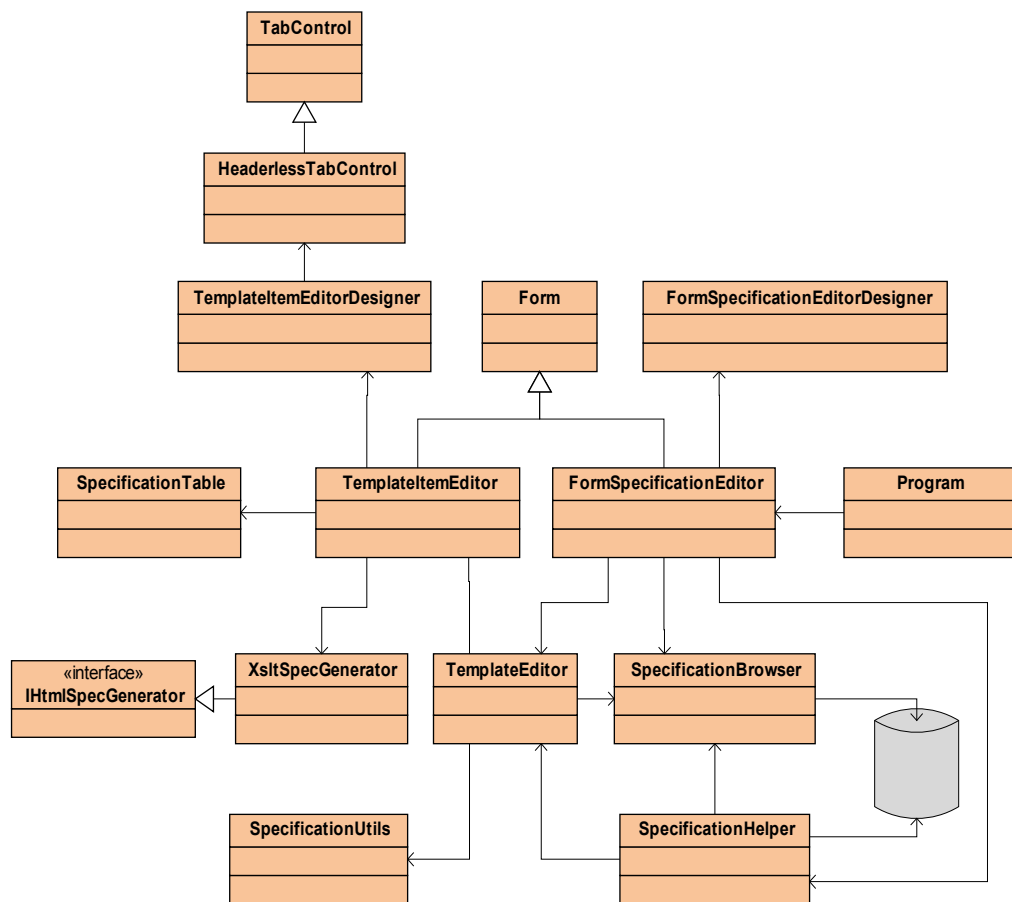 TabControl
HeaderlessTabControl
TemplateItemEditorDesigner
Form
FormSpecificationEditorDesigner
SpecificationTable
TemplateItemEditor
FormSpecificationEditor
Program
«interface»
IHtmlSpecGenerator
XsltSpecGenerator
TemplateEditor
SpecificationBrowser
SpecificationUtils
SpecificationHelper